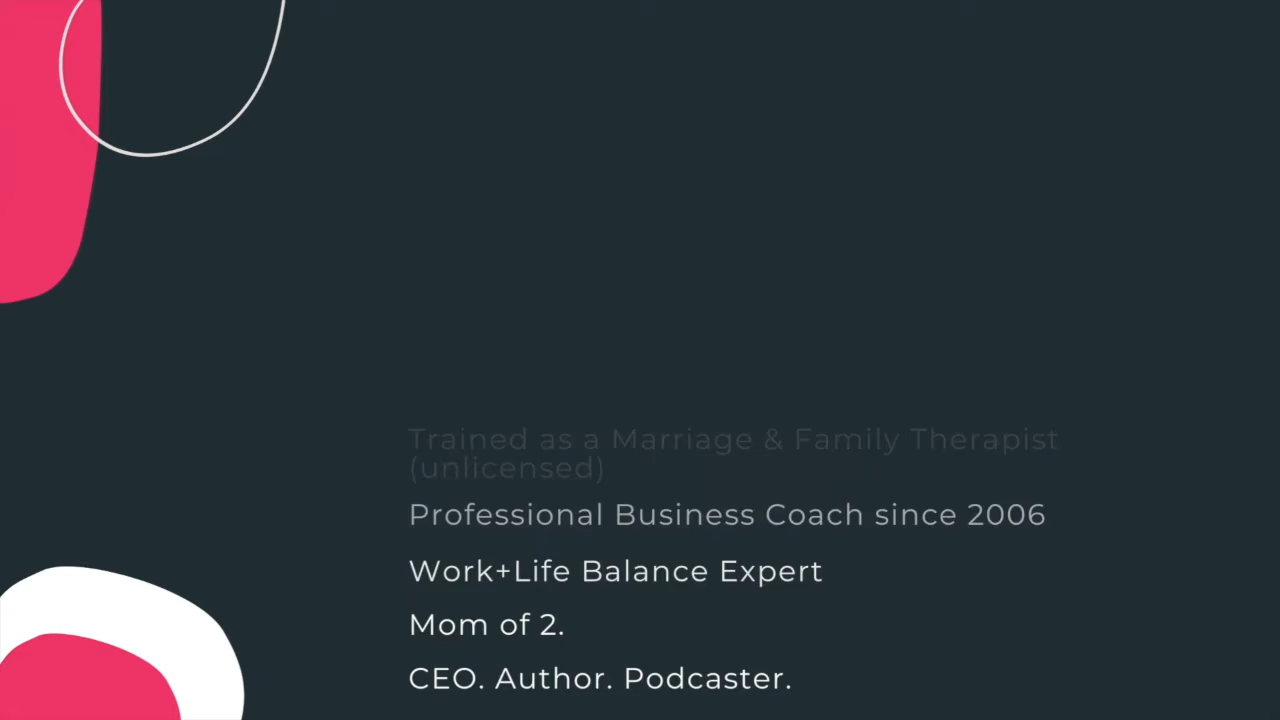 Trained as a Marriage & Family Therapist
(unlicensed)
Professional Business Coach since 2006
Work+Life Balance Expert
Mom of 2.
CEO. Author. Podcaster.